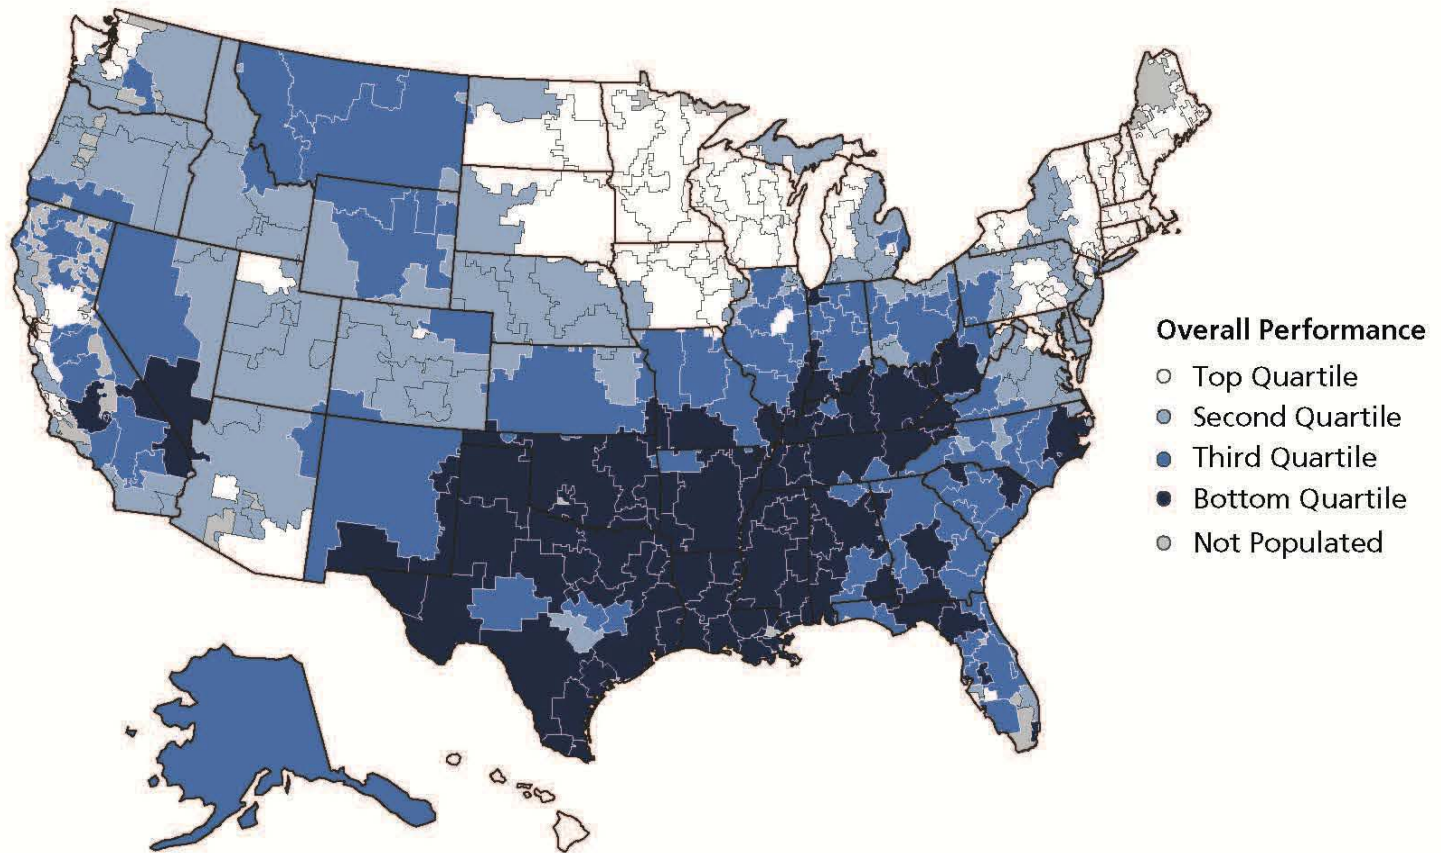 Overall Performance
Top Quartile
Second Quartile
Third Quartile
Bottom Quartile
Not Populated